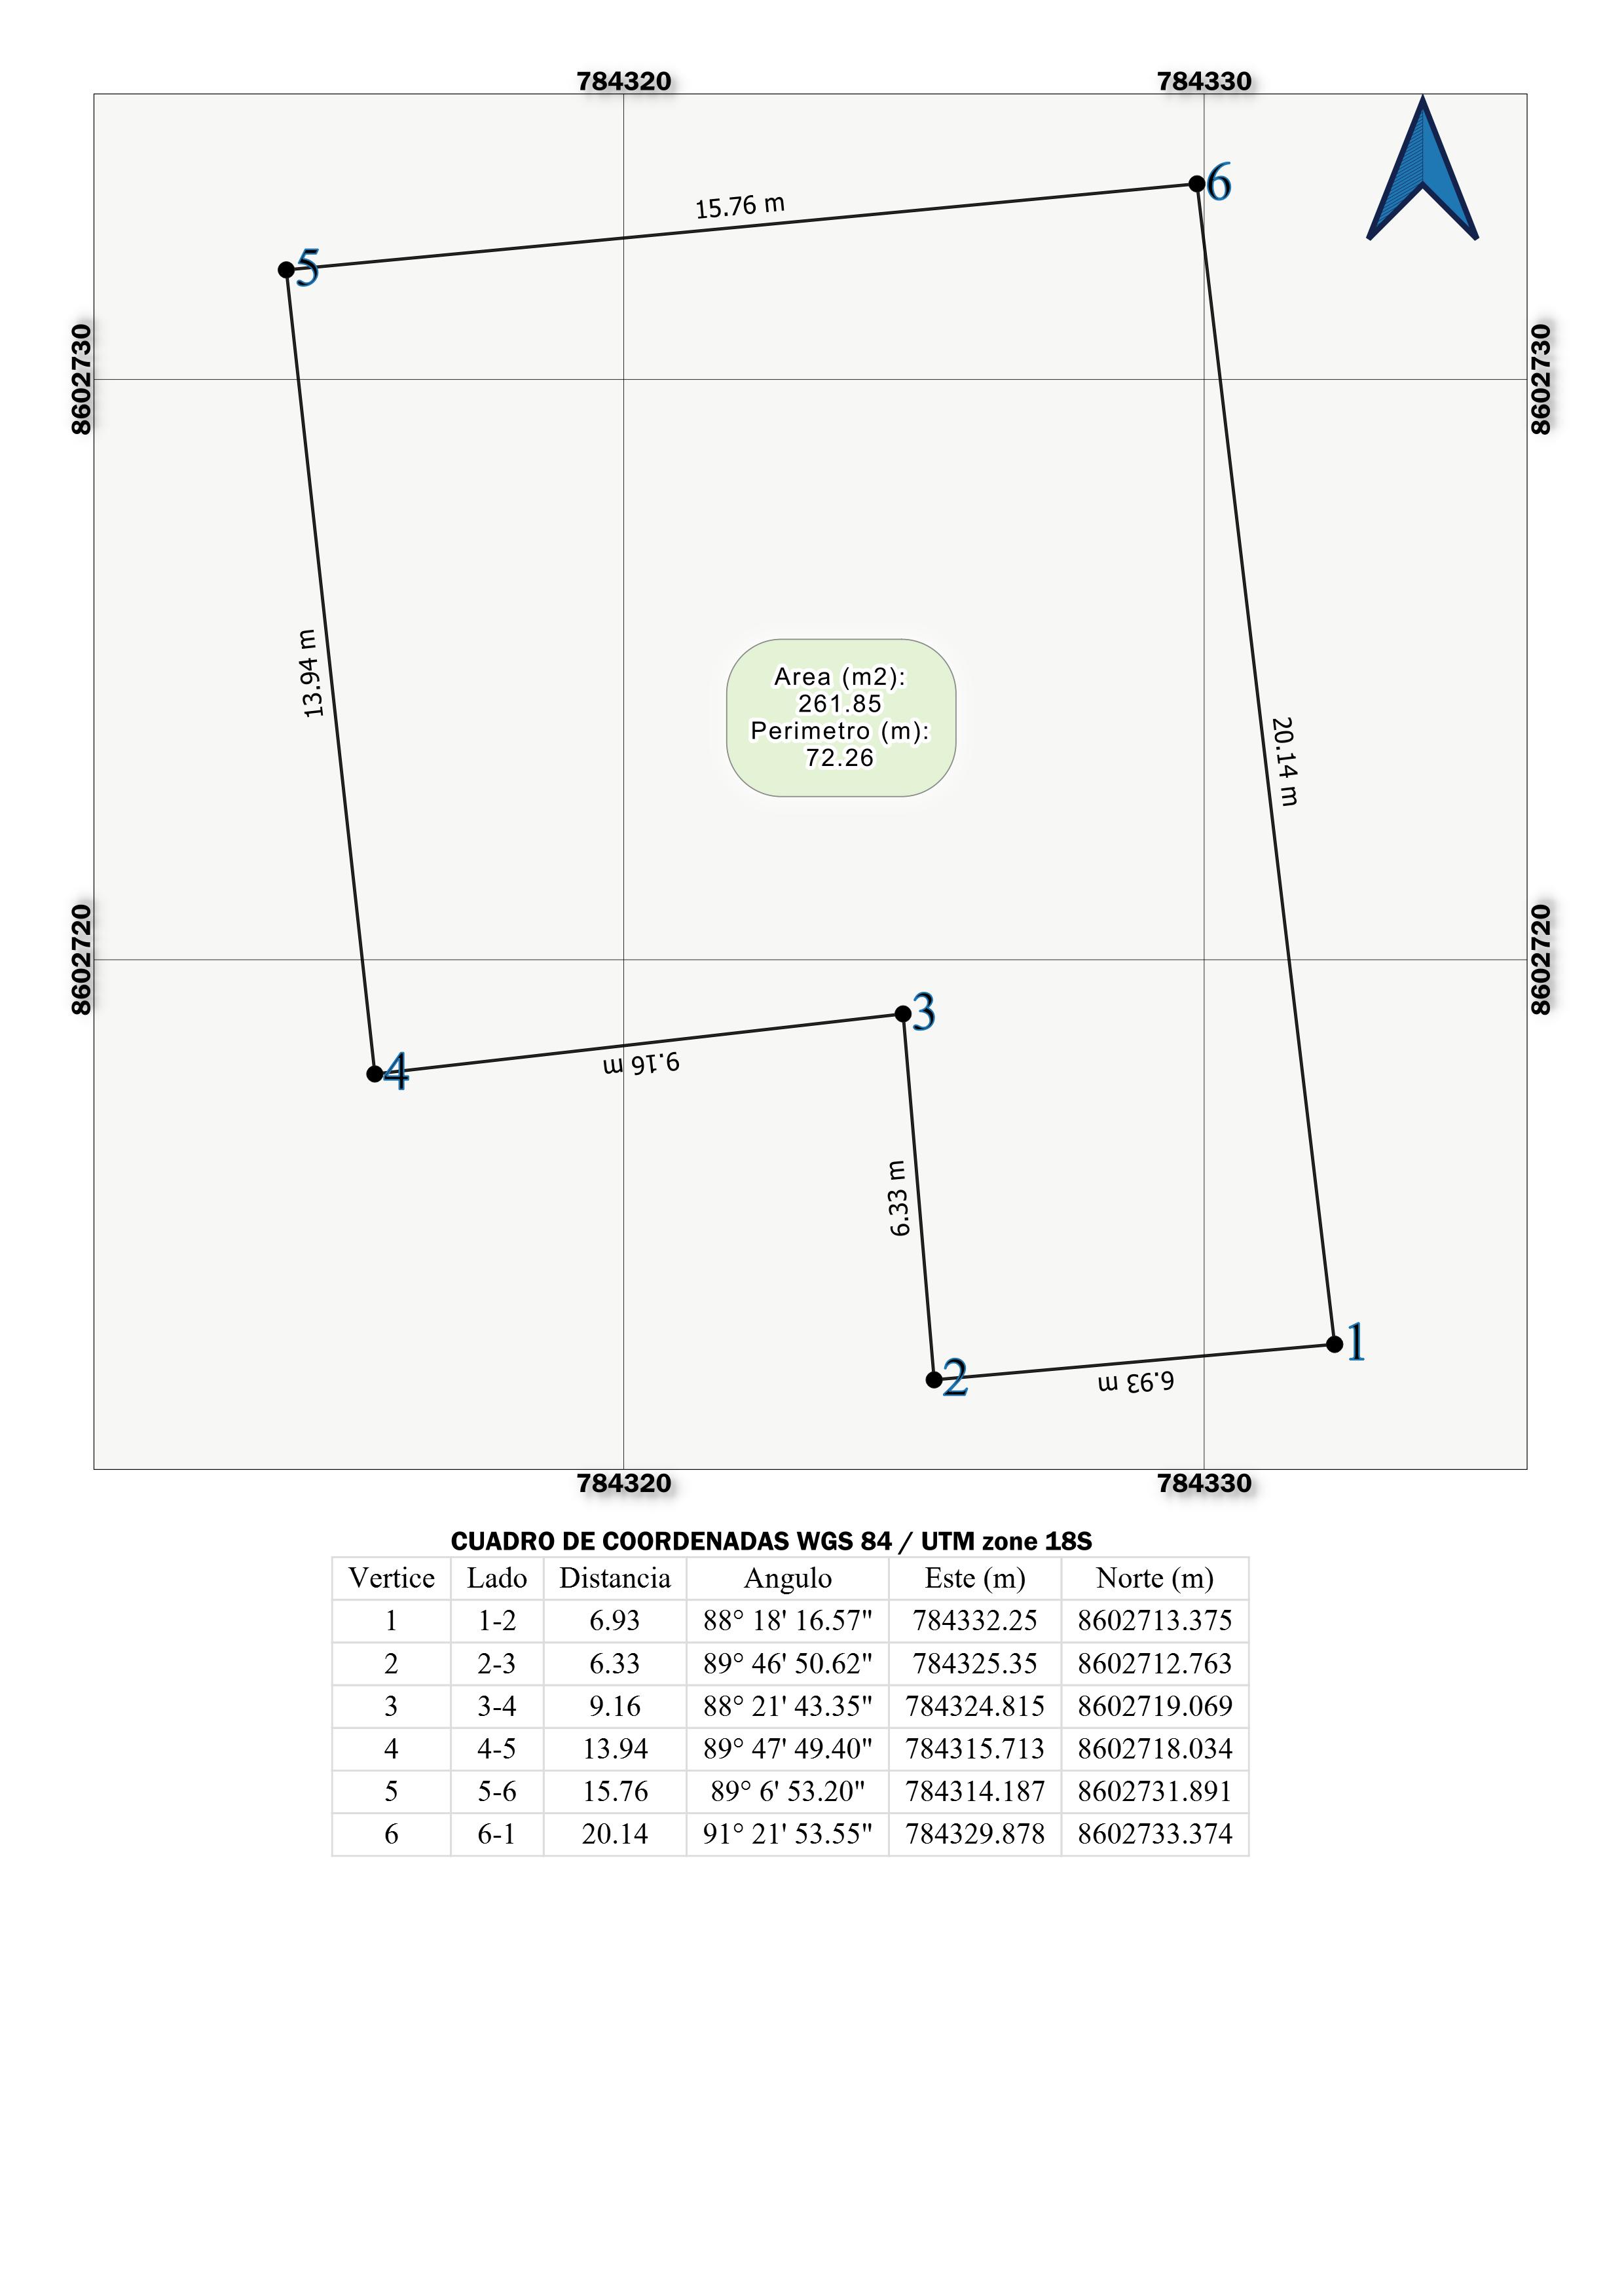 784320 784330
6
15.76 m
5
8602730 8602730
13.94 m
Area (m2):
261.85
Perimetro (m):
72.26
20.14 m
8602720 8602720
3
4
9.16 m
6.33 m
1
2
6.93 m
784320 784330
CUADRO DE COORDENADAS WGS 84 / UTM zone 18S
Vertice Lado Distancia Angulo Este (m) Norte (m)
1 1-2 6.93 88° 18' 16.57" 784332.25 8602713.375
2 2-3 6.33 89° 46' 50.62" 784325.35 8602712.763
3 3-4 9.16 88° 21' 43.35" 784324.815 8602719.069
4 4-5 13.94 89° 47' 49.40" 784315.713 8602718.034
5 5-6 15.76 89° 6' 53.20" 784314.187 8602731.891
6 6-1 20.14 91° 21' 53.55" 784329.878 8602733.374